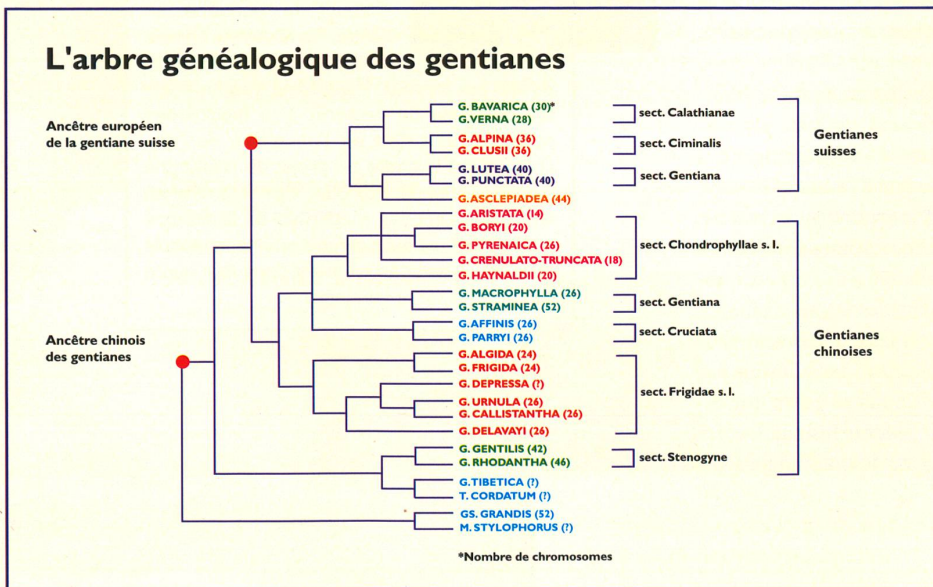 L'arbre généalogique des gentianes
Ancêtre européen
de la gentiane suisse
Ancêtre chinois
des gentianes
G. BAVARICA (30)*
G. VERNA (28)
G. ALPINA (36)
G. CLUSII (36)
G. LUTEA (40)
G. PUNCTATA (40)
G. ASCLEPIADEA (44)
G. ARISTATA (14)
G. BORYI (20)
G. PYRENAICA (26)
G. CRENULATO-TRUNCATA (18)
G. HAYNALDII (20)
G. MACROPHYLLA (26)
G. STRAMINEA (52)
G. AFFINIS (26)
G. PARRYI (26)
G. ALGIDA (24)
G. FRIGIDA (24)
G. DEPRESSA (?)
G. URNULA (26)
G. CALLISTANTHA (26)
G. DELAVAYI (26)
G. GENTILIS (42)
G. RHODANTHA (46)
G. TIBETICA (?)
T. CORDATUM (?)
GS. GRANDIS (52)
M. STYLOPHORUS (?)
sect. Calathianae
sect. Ciminalis
sect. Gentiana
sect. Chondrophyllae s. l.
sect. Gentiana
sect. Cruciata
sect. Frigidae s. l.
sect. Stenogyne
Gentianes
suisses
Gentianes
chinoises
*Nombre de chromosomes